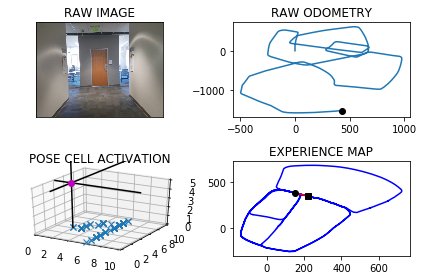 RAW IMAGE
RAW ODOMETRY
0
−1000
−500 0 500 1000
POSE CELL ACTIVATION
5
4
3
2
1
0
0 2 4 6 8 10
0 2 4 6 8 10
EXPERIENCE MAP
500
0
0 200 400 600